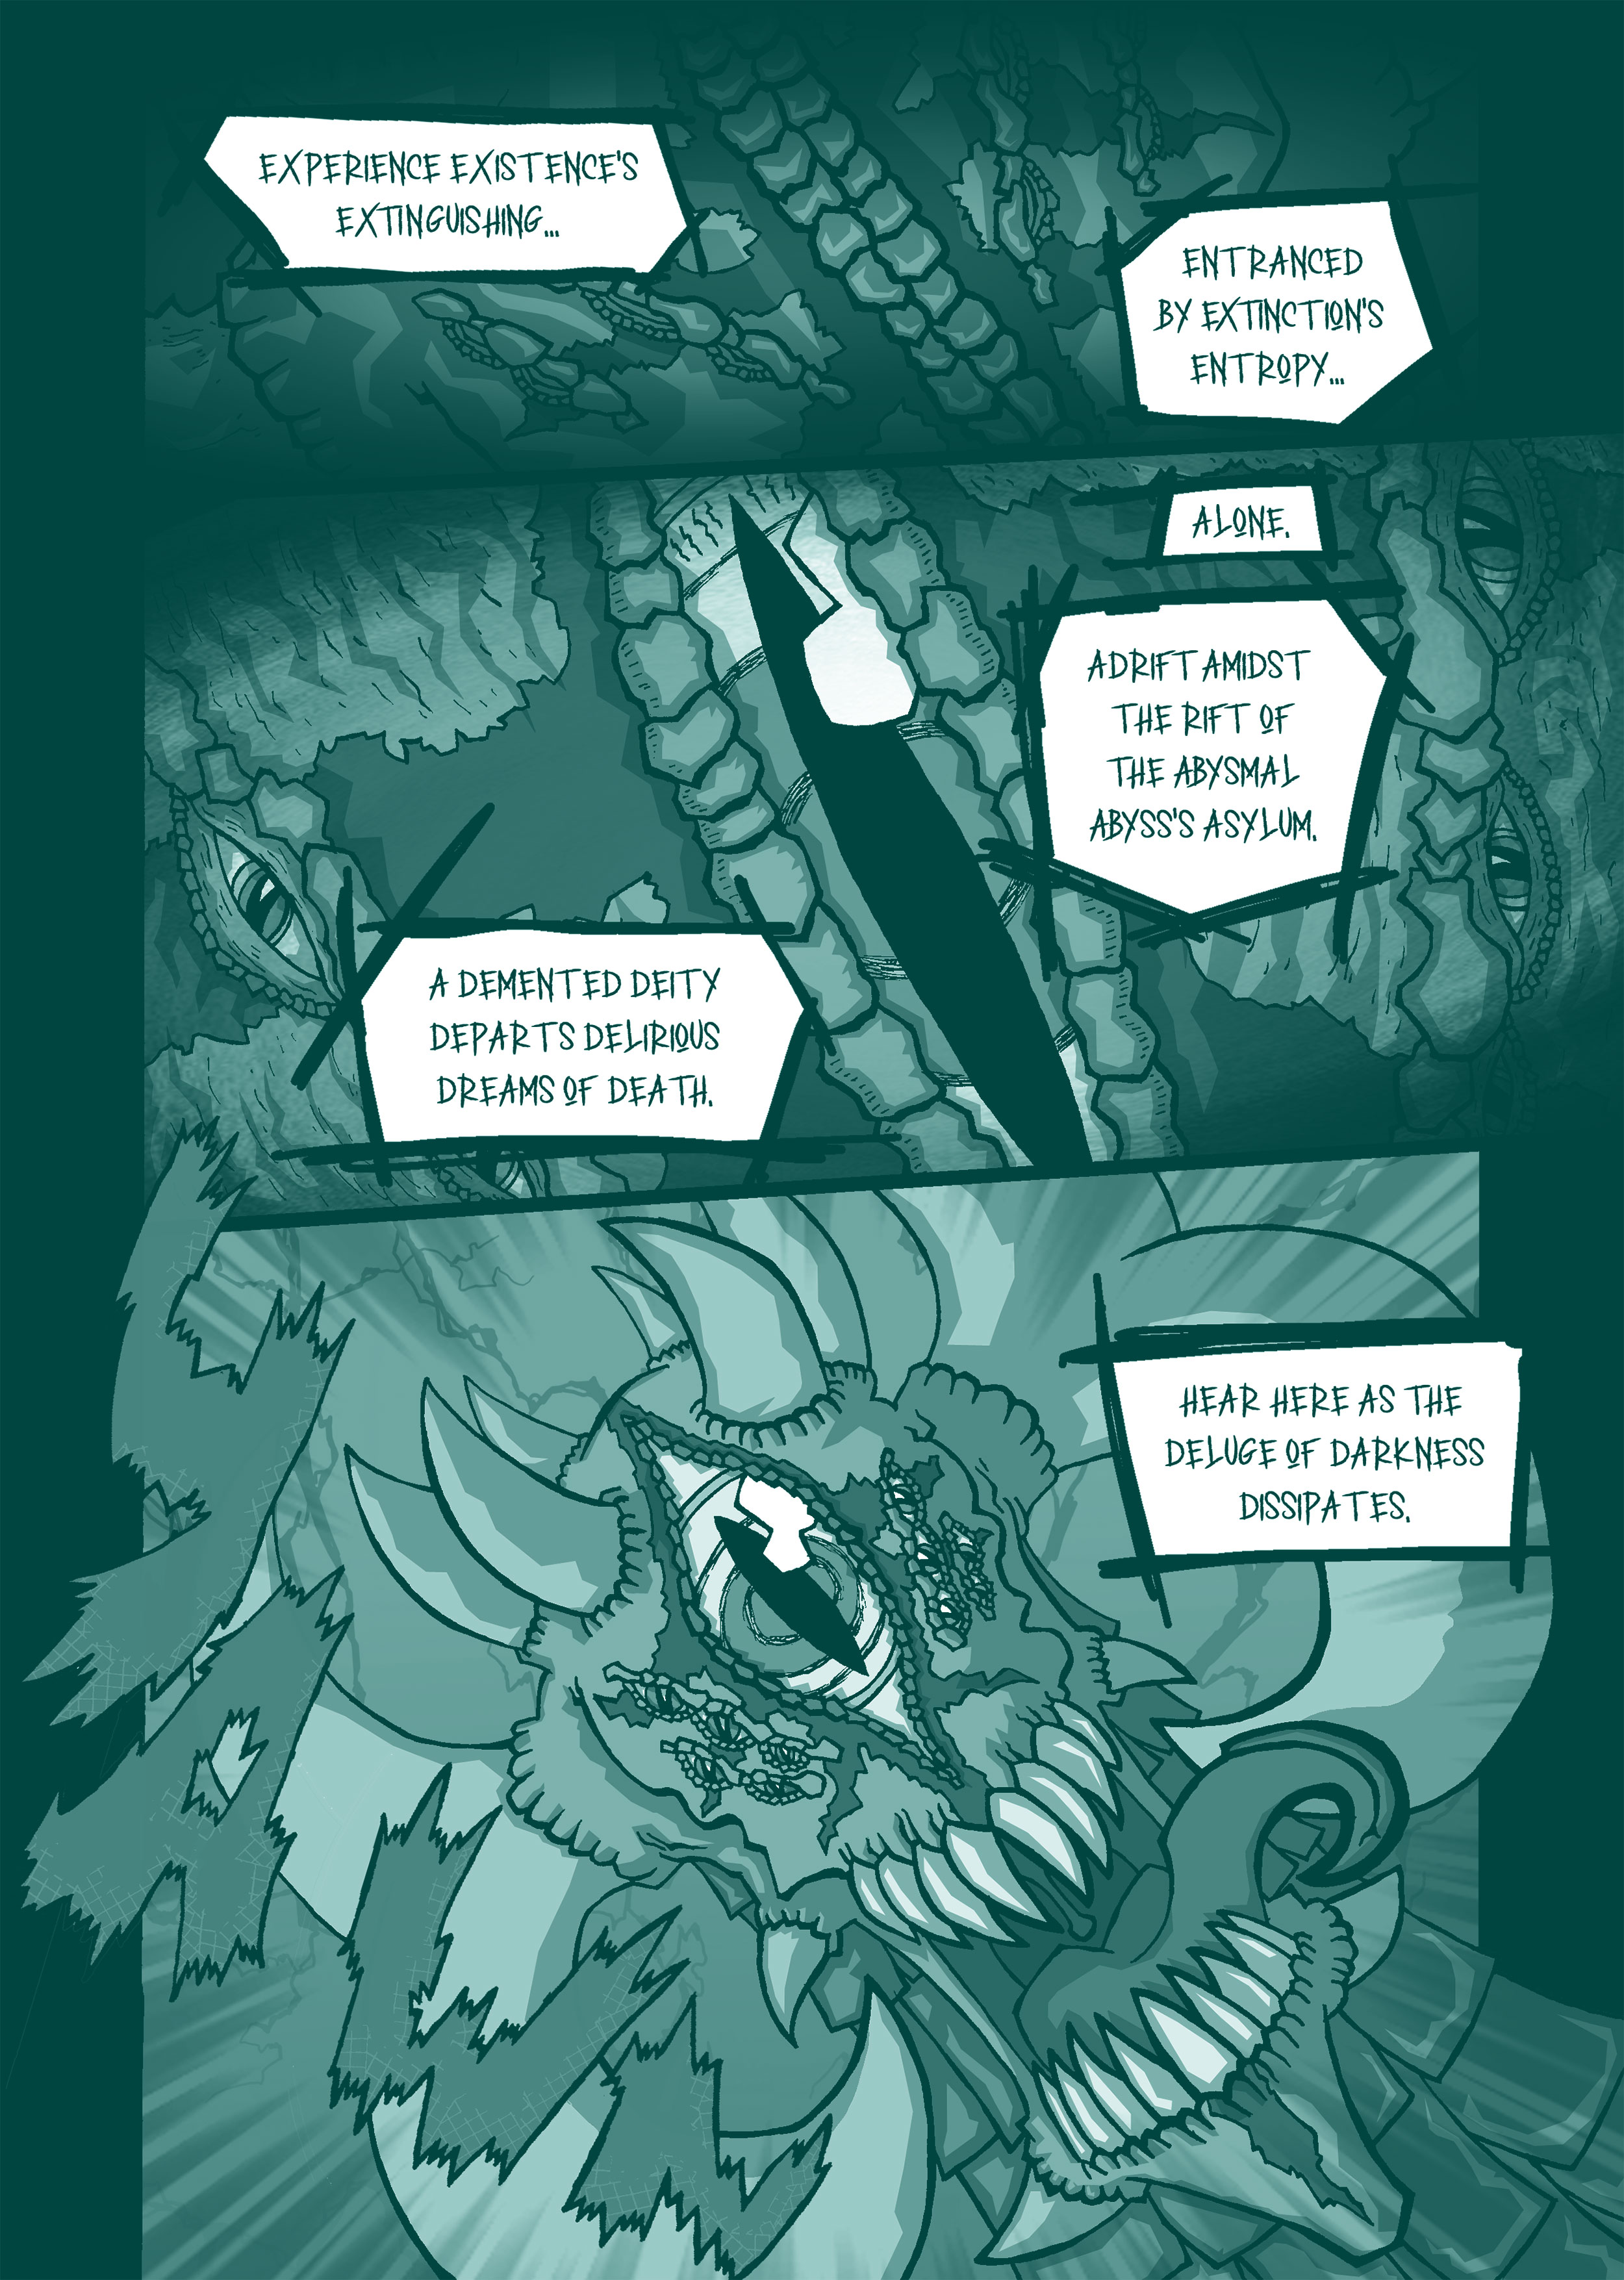 EXPERIENCE EXISTENCE'S
EXTINGUISHING...
ENTRANCED
BY EXTINCTION'S
ENTROPY...
ALONE.
ADRIFT AMIDST
THE RIFT OF
THE ABYSMAL
ABYSS'S ASYLUM.
A DEMENTED DEITY
DEPARTS DELIRIOUS
DREAMS OF DEATH.
HEAR HERE AS THE
DELUGE OF DARKNESS
DISSIPATES.